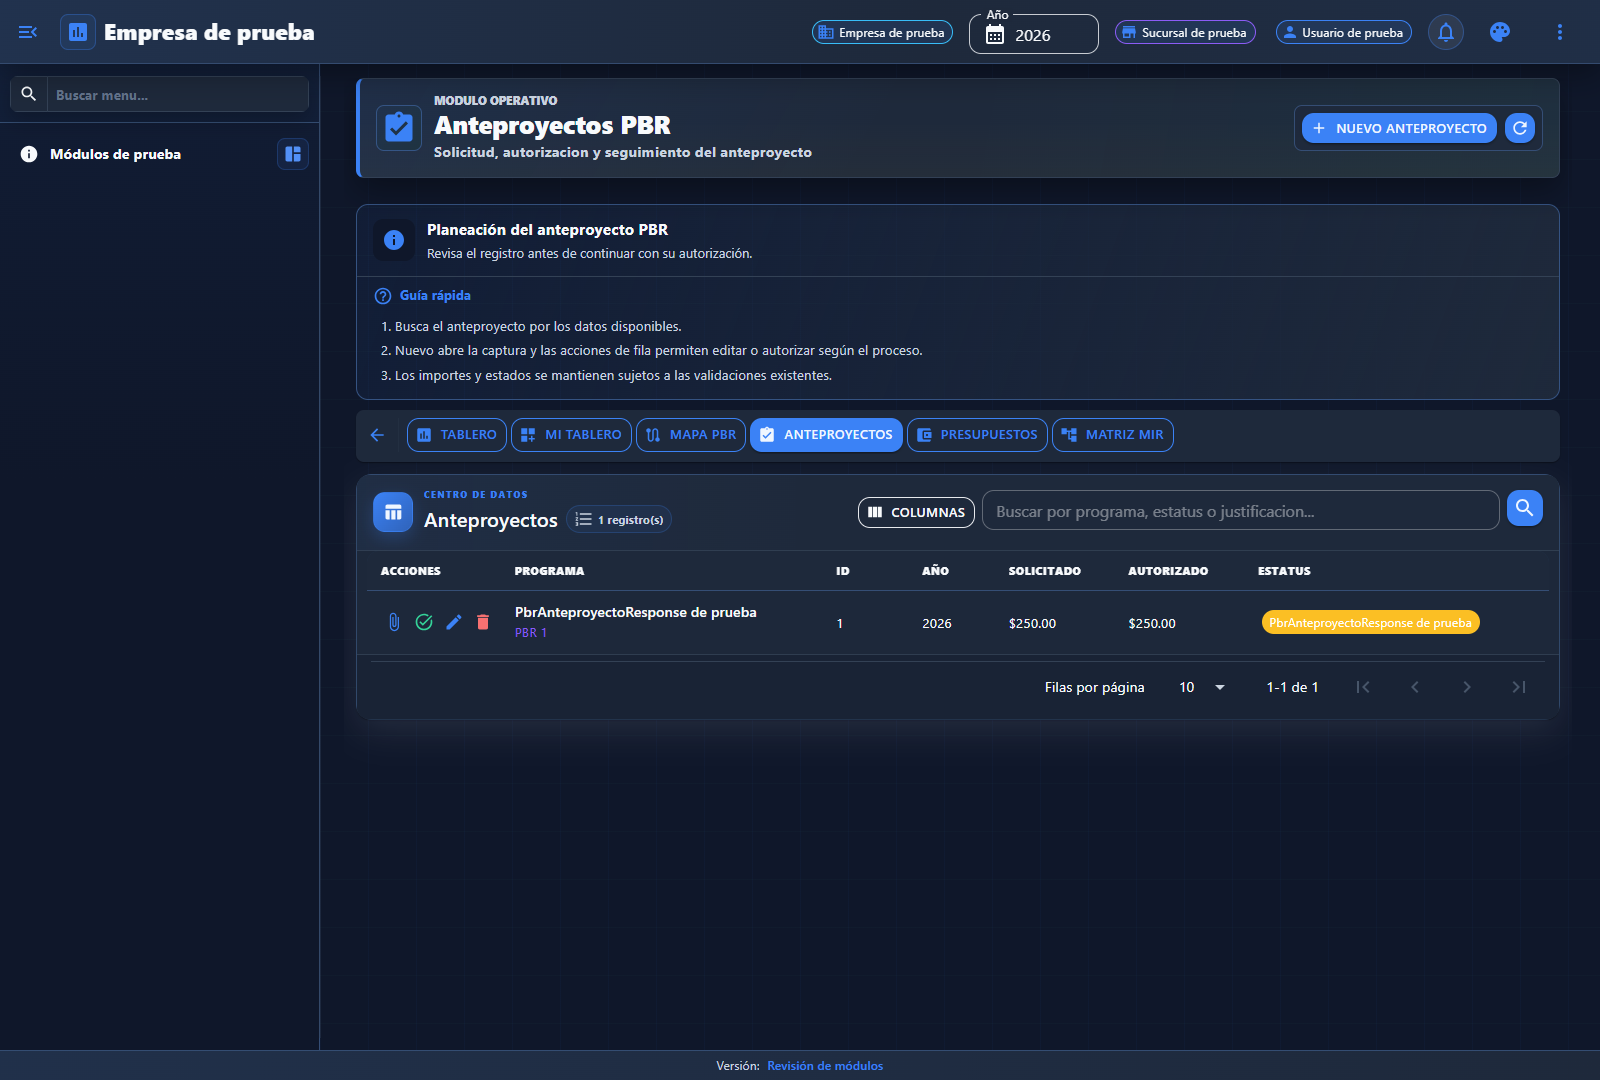 Empresa de prueba
Empresa de prueba
Año
2026
Sucursal de prueba
Usuario de prueba
Buscar menu...
Módulos de prueba
MODULO OPERATIVO
Anteproyectos PBR
Solicitud, autorizacion y seguimiento del anteproyecto
NUEVO ANTEPROYECTO
Planeación del anteproyecto PBR
Revisa el registro antes de continuar con su autorización.
Guía rápida
1. Busca el anteproyecto por los datos disponibles.
2. Nuevo abre la captura y las acciones de fila permiten editar o autorizar según el proceso.
3. Los importes y estados se mantienen sujetos a las validaciones existentes.
TABLERO MI TABLERO MAPA PBR ANTEPROYECTOS PRESUPUESTOS MATRIZ MIR
CENTRO DE DATOS
Anteproyectos
1 registro(s)
COLUMNAS
Buscar por programa, estatus o justificacion...
ACCIONES PROGRAMA ID AÑO SOLICITADO AUTORIZADO ESTATUS
PbrAnteproyectoResponse de prueba
PBR 1
1 2026 $250.00 $250.00 PbrAnteproyectoResponse de prueba
Filas por página 10 1-1 de 1
Versión: Revisión de módulos